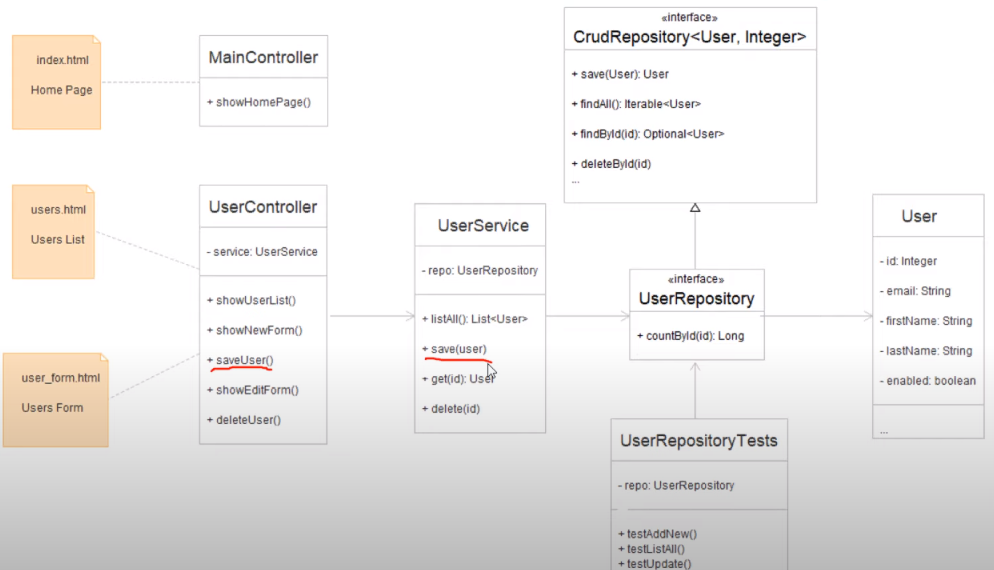 index.html
Home Page
MainController
+ showHomePage()
«interface»
CrudRepository<User, Integer>
+ save(User): User
+ findAll(): Iterable<User>
+ findById(id): Optional<User>
+ deleteById(id)
...
users.html
Users List
UserController
- service: UserService
+ showUserList()
+ showNewForm()
+ saveUser()
+ showEditForm()
+ deleteUser()
user_form.html
Users Form
UserService
- repo: UserRepository
+ listAll(): List<User>
+ save(user)
+ get(id): User
+ delete(id)
«interface»
UserRepository
+ countById(id): Long
User
- id: Integer
- email: String
- firstName: String
- lastName: String
- enabled: boolean
...
UserRepositoryTests
- repo: UserRepository
+ testAddNew()
+ testListAll()
+ testUpdate()